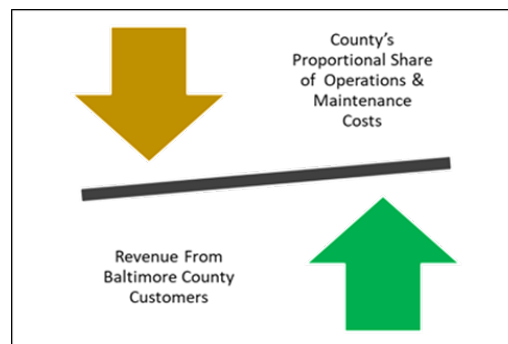 County's
Proportional Share
of Operations &
Maintenance
Costs
Revenue From
Baltimore County
Customers